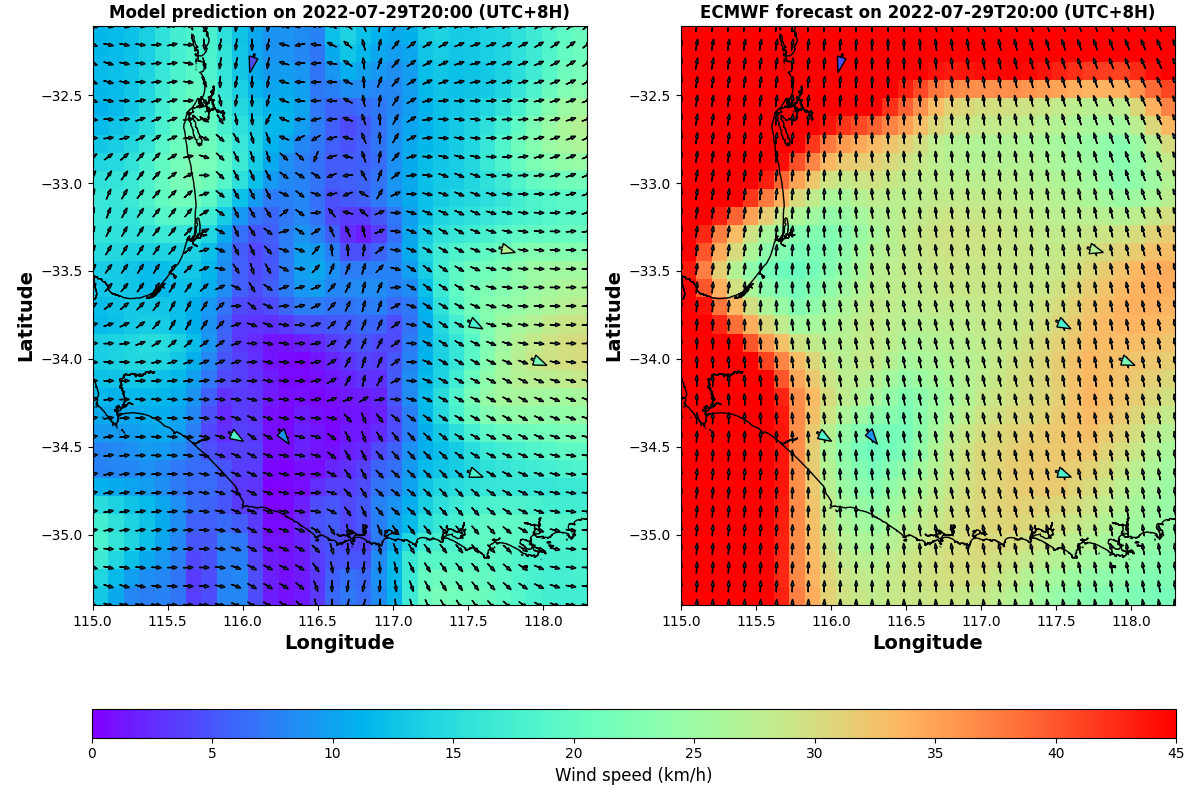 Model prediction on 2022-07-29T20:00 (UTC+8H)
ECMWF forecast on 2022-07-29T20:00 (UTC+8H)
Latitude
−32.5
−33.0
−33.5
−34.0
−34.5
−35.0
115.0 115.5 116.0 116.5 117.0 117.5 118.0
Longitude
Latitude
−32.5
−33.0
−33.5
−34.0
−34.5
−35.0
115.0 115.5 116.0 116.5 117.0 117.5 118.0
Longitude
0 5 10 15 20 25 30 35 40 45
Wind speed (km/h)